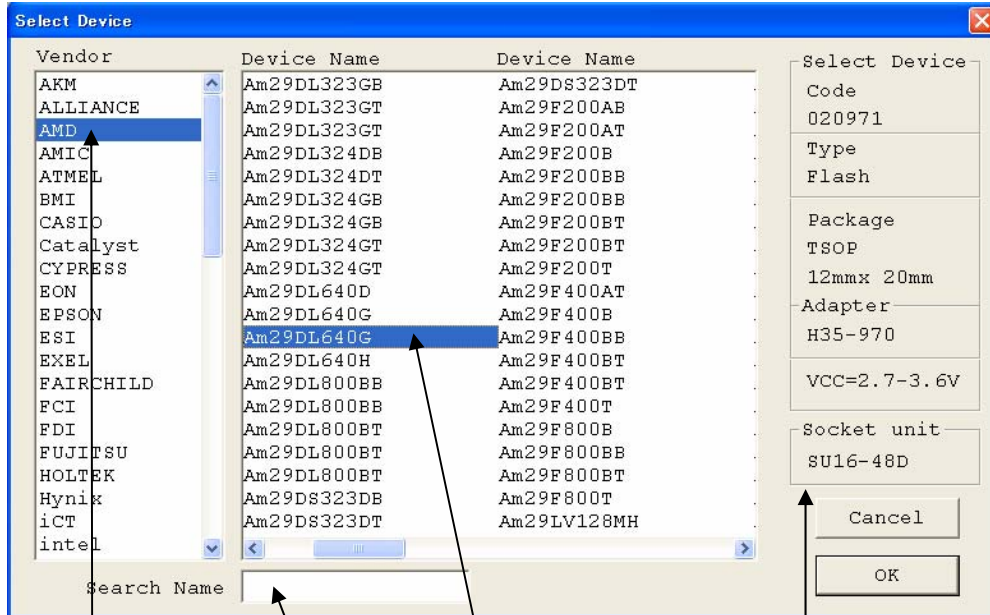 Select Device
Vendor
AKM
ALLIANCE
AMD
AMIC
ATMEL
BMI
CASIO
Catalyst
CYPRESS
EON
EPSON
ESI
EXEL
FAIRCHILD
FCI
FDI
FUJITSU
HOLTEK
Hynix
iCT
intel
Device Name
Am29DL323GB
Am29DL323GT
Am29DL323GT
Am29DL324DB
Am29DL324DT
Am29DL324GB
Am29DL324GB
Am29DL324GT
Am29DL324GT
Am29DL640D
Am29DL640G
Am29DL640G
Am29DL640H
Am29DL800BB
Am29DL800BB
Am29DL800BT
Am29DL800BT
Am29DL800BT
Am29DS323DB
Am29DS323DT
Device Name
Am29DS323DT
Am29F200AB
Am29F200AT
Am29F200B
Am29F200BB
Am29F200BB
Am29F200BT
Am29F200BT
Am29F200T
Am29F400AT
Am29F400B
Am29F400BB
Am29F400BT
Am29F400BT
Am29F400T
Am29F800B
Am29F800BB
Am29F800BT
Am29F800T
Am29LV128MH
Select Device
Code
020971
Type
Flash
Package
TSOP
12mmx 20mm
Adapter
H35-970
VCC=2.7-3.6V
Socket unit
SU16-48D
Cancel
OK
Search Name